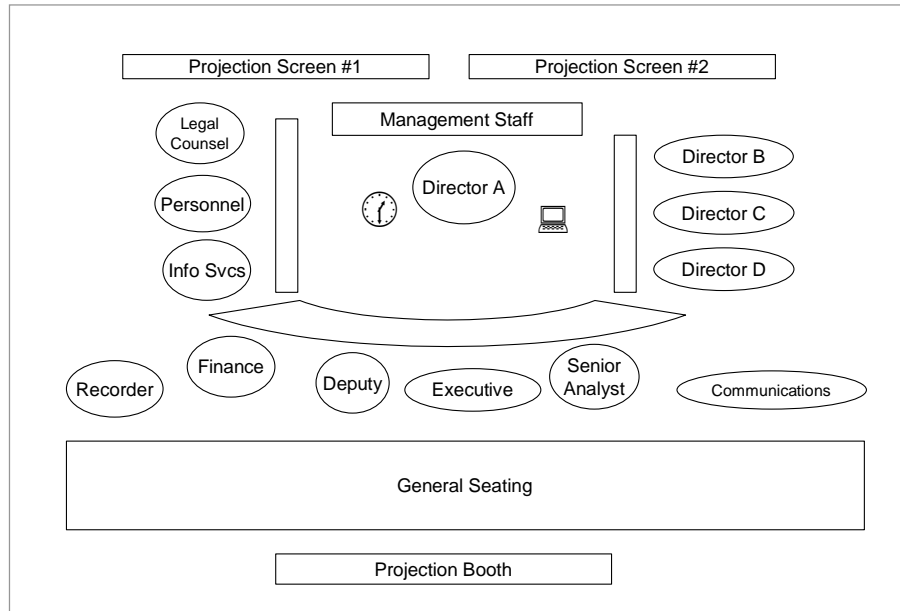 Projection Screen #1
Projection Screen #2
Management Staff
Legal
Counsel
Director A
Director B
Personnel
Director C
Info Svcs
Director D
Finance
Deputy
Executive
Senior
Analyst
Recorder
Communications
General Seating
Projection Booth